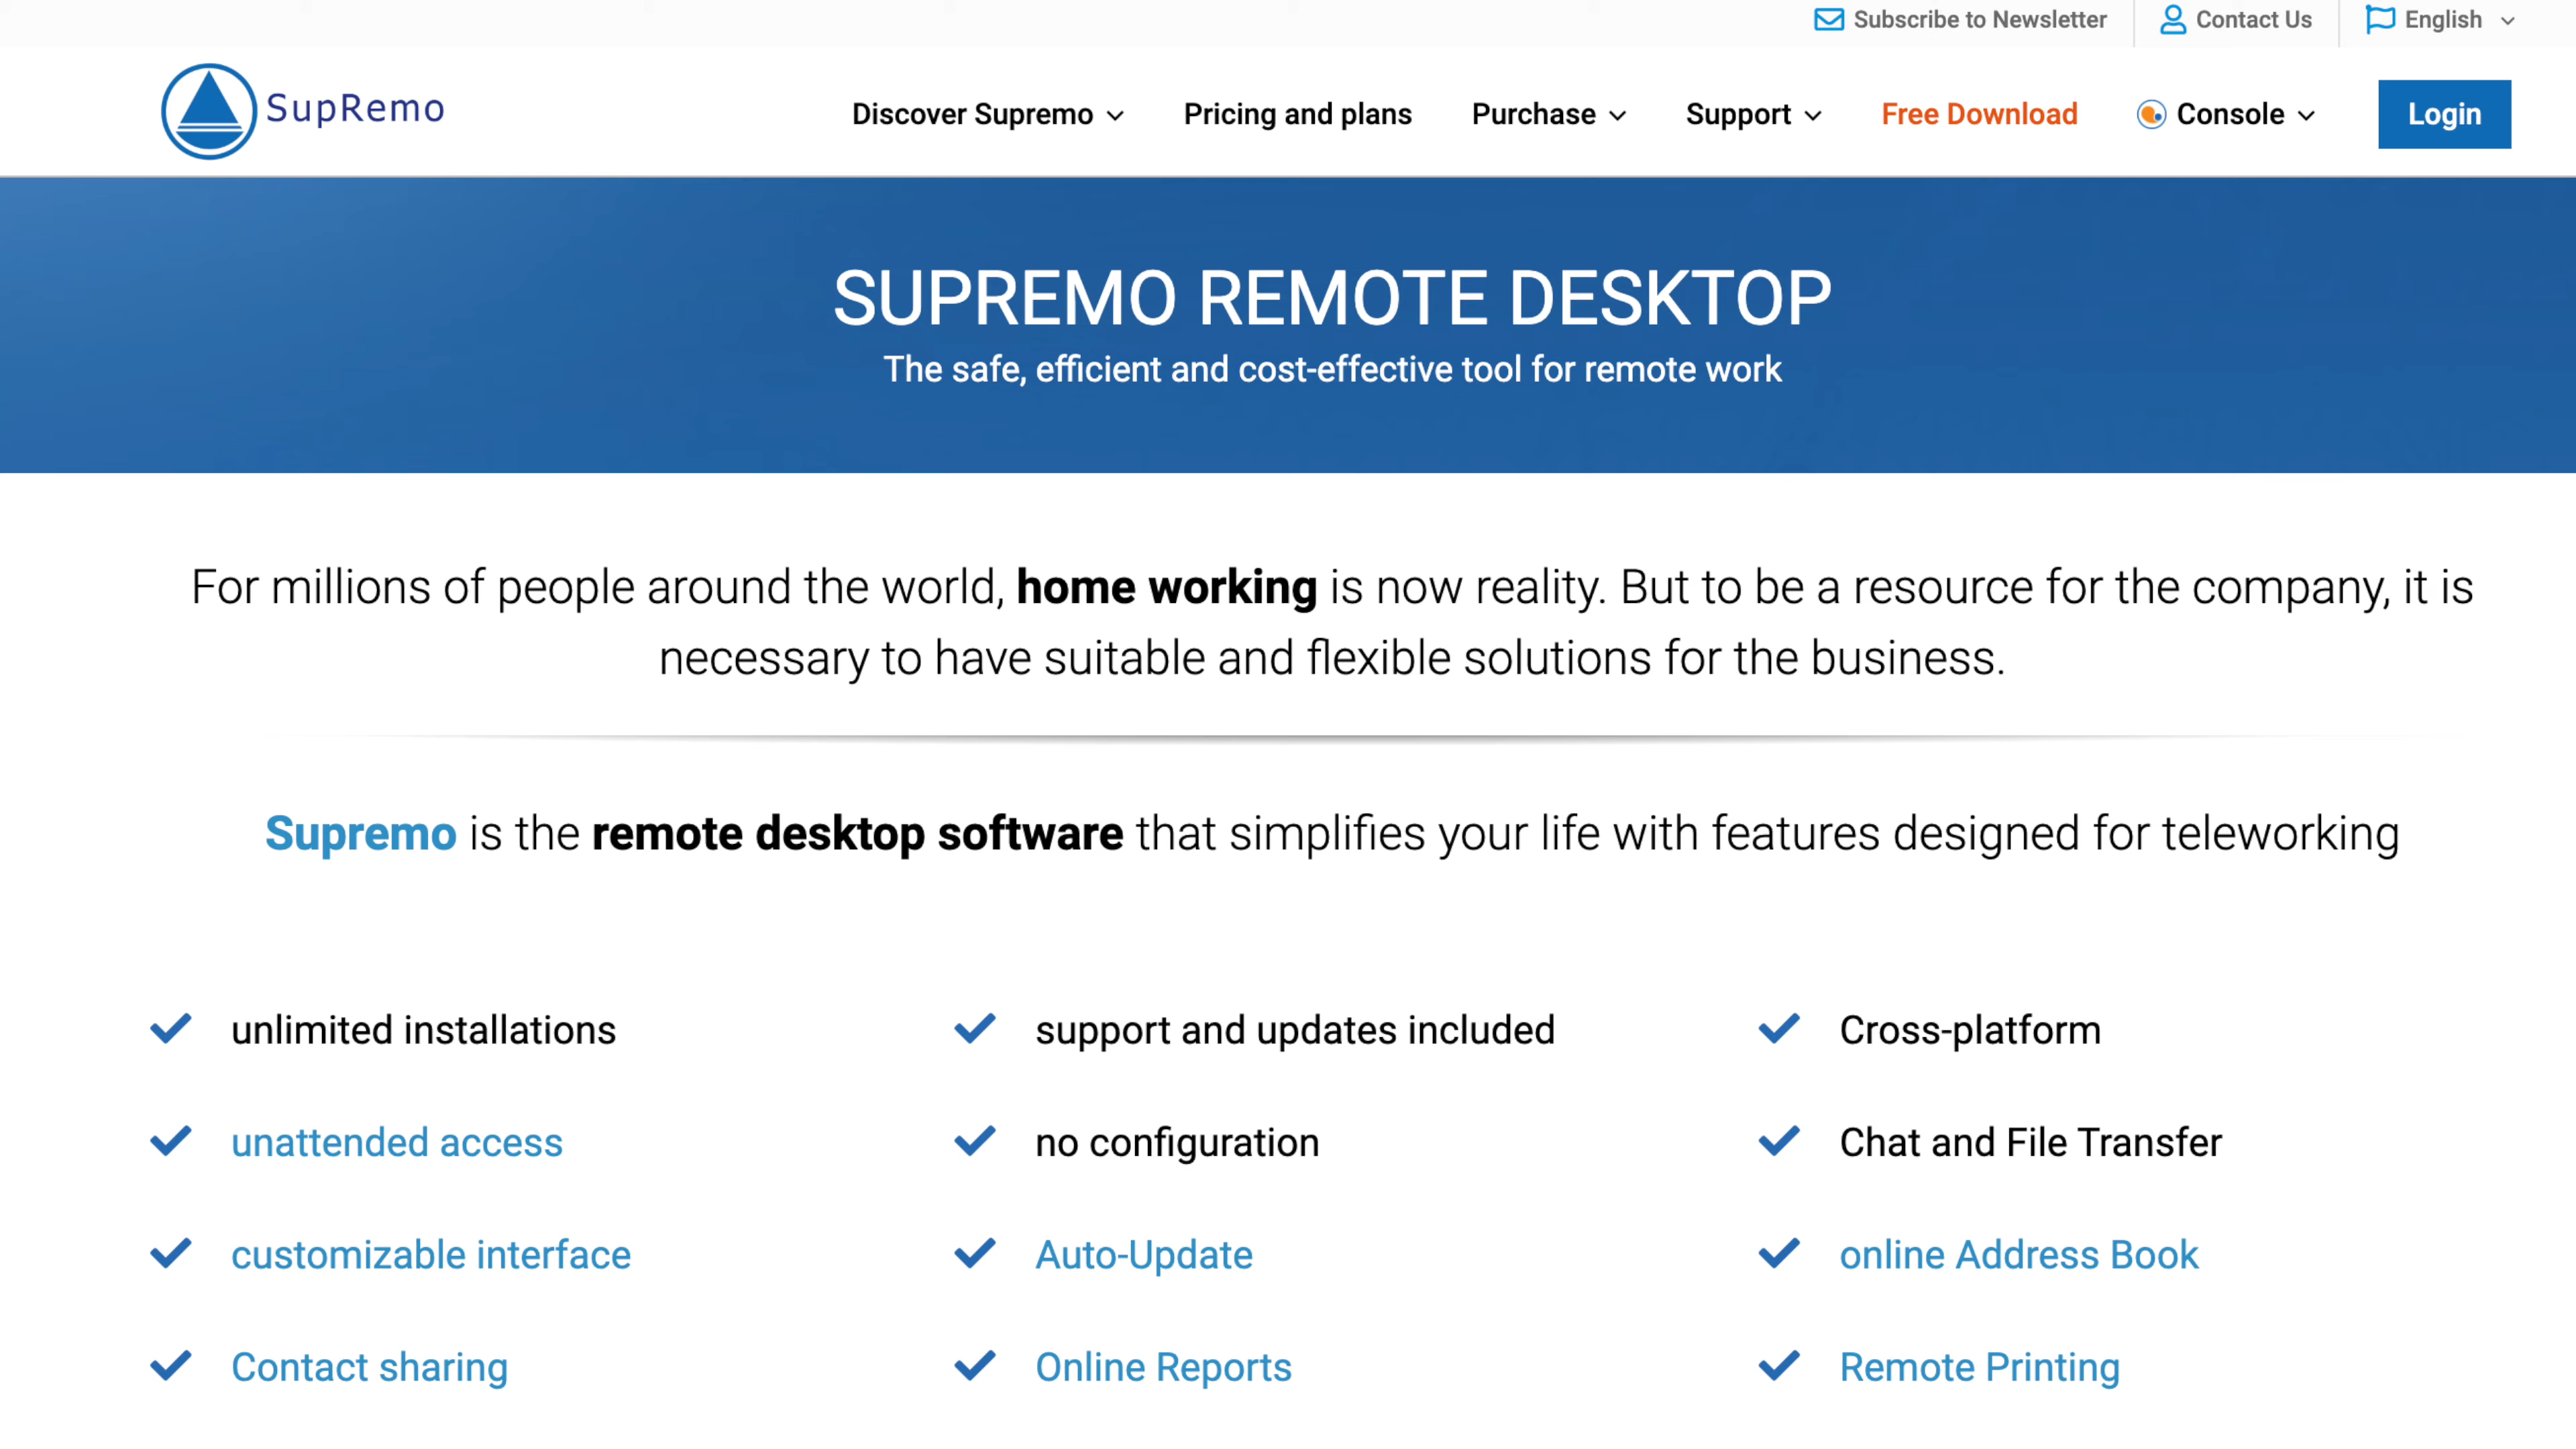 Subscribe to Newsletter
Contact Us
English
SupRemo
Discover Supremo
Pricing and plans
Purchase
Support
Free Download
Console
Login
SUPREMO REMOTE DESKTOP
The safe, efficient and cost-effective tool for remote work
For millions of people around the world, home working is now reality. But to be a resource for the company, it is
necessary to have suitable and flexible solutions for the business.
Supremo is the remote desktop software that simplifies your life with features designed for teleworking
unlimited installations
support and updates included
Cross-platform
unattended access
no configuration
Chat and File Transfer
customizable interface
Auto-Update
online Address Book
Contact sharing
Online Reports
Remote Printing